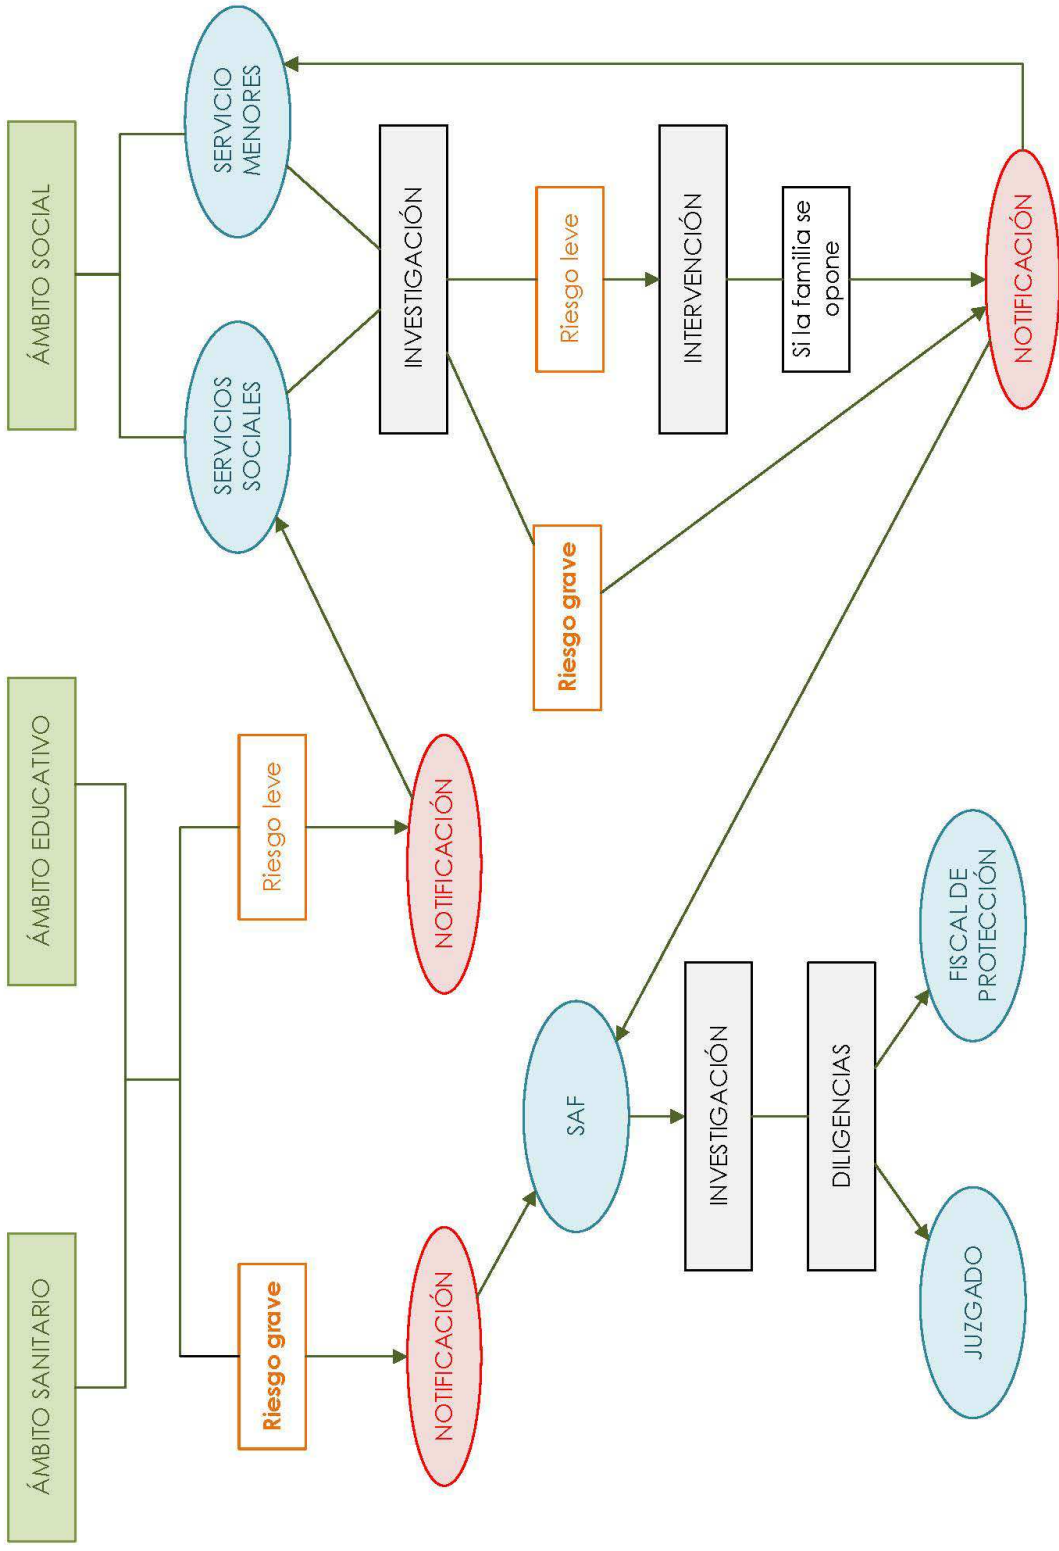 ÁMBITO SANITARIO
ÁMBITO EDUCATIVO
ÁMBITO SOCIAL
SERVICIOS
SOCIALES
SERVICIO
MENORES
Riesgo grave
Riesgo leve
INVESTIGACIÓN
NOTIFICACIÓN
NOTIFICACIÓN
Riesgo grave
Riesgo leve
SAF
INVESTIGACIÓN
INTERVENCIÓN
DILIGENCIAS
Si la familia se
opone
JUZGADO
FISCAL DE
PROTECCIÓN
NOTIFICACIÓN